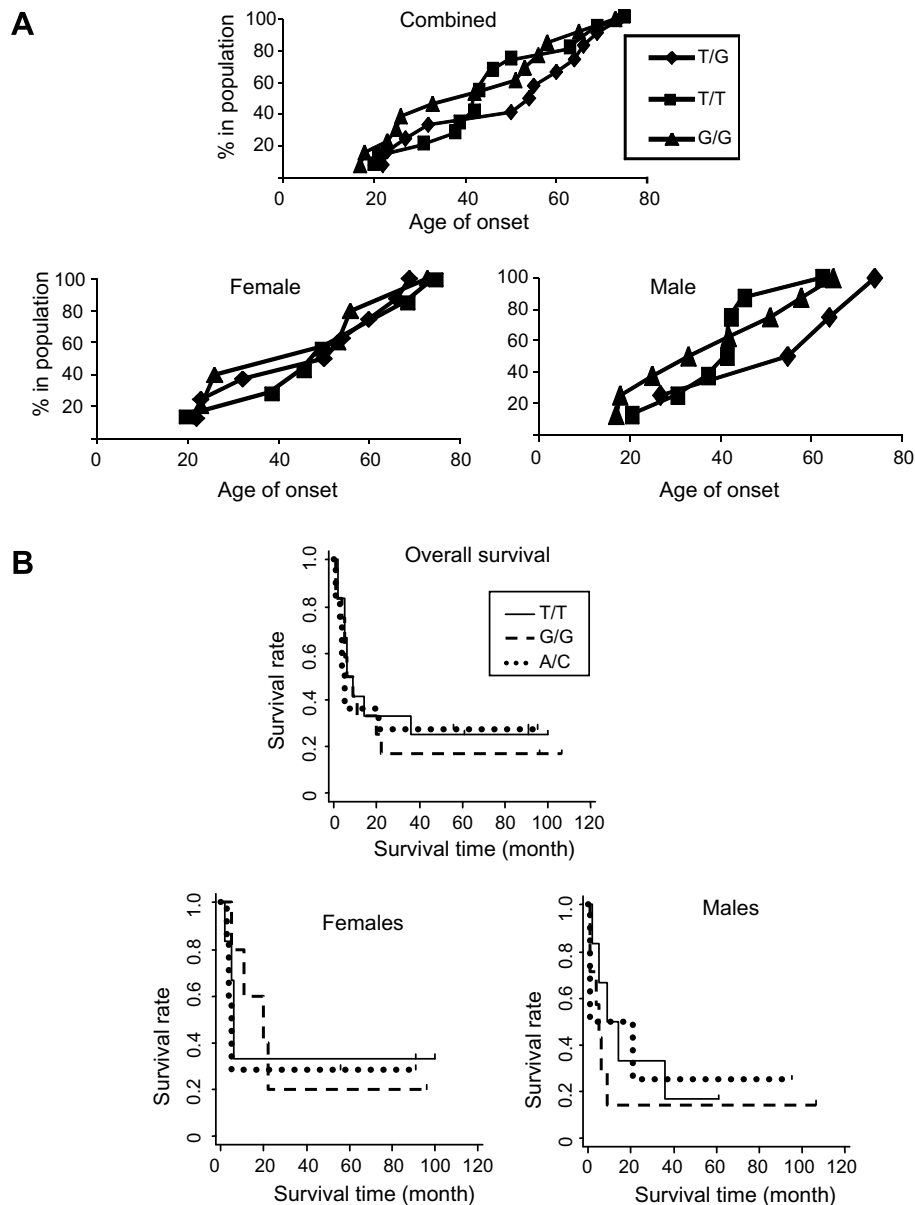 A
Combined
% in population
100
80
60
40
20
0
20
40
60
80
Age of onset
T/G
T/T
G/G
Female
% in population
100
80
60
40
20
0
20
40
60
80
Age of onset
Male
100
80
60
40
20
0
20
40
60
80
Age of onset
B
Overall survival
Survival rate
1.0
0.8
0.6
0.4
0.2
0
0
20
40
60
80
100
120
Survival time (month)
T/T
G/G
A/C
Females
Survival rate
1.0
0.8
0.6
0.4
0.2
0
0
20
40
60
80
100
120
Survival time (month)
Males
Survival rate
1.0
0.8
0.6
0.4
0.2
0
0
20
40
60
80
100
120
Survival time (month)